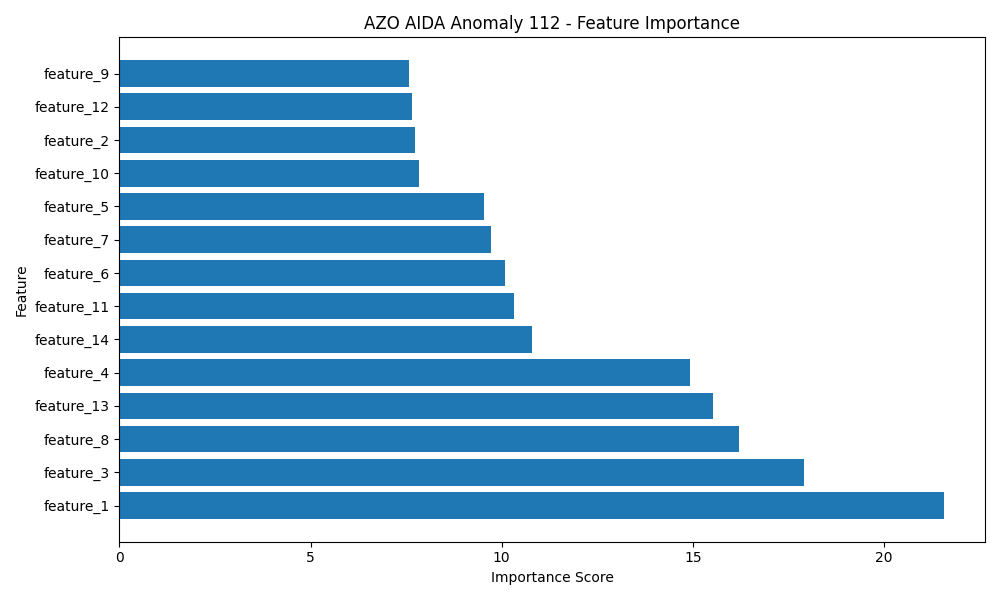 AZO AIDA Anomaly 112 - Feature Importance
feature_9
feature_12
feature_2
feature_10
feature_5
feature_7
feature_6
feature_11
feature_14
feature_4
feature_13
feature_8
feature_3
feature_1
Feature
0 5 10 15 20
Importance Score